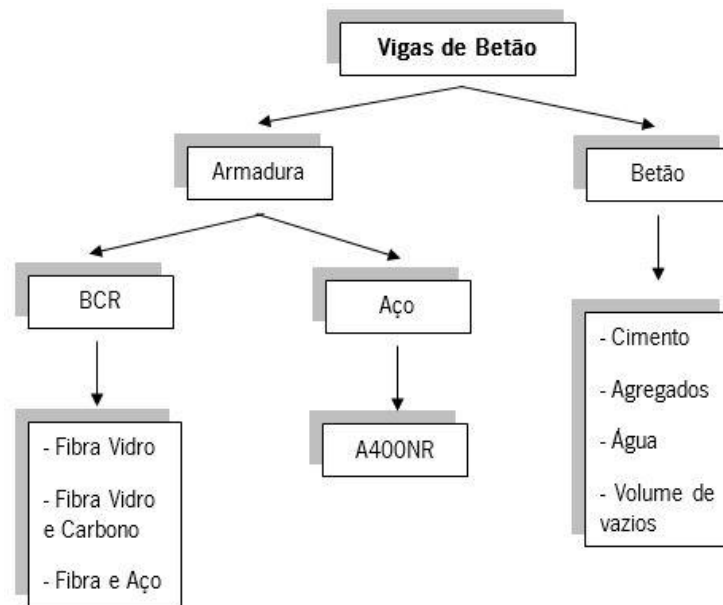 Vigas de Betão
Armadura
Betão
BCR
Aço
- Cimento
- Agregados
- Água
- Volume de
vazios
A400NR
- Fibra Vidro
- Fibra Vidro
e Carbono
- Fibra e Aço